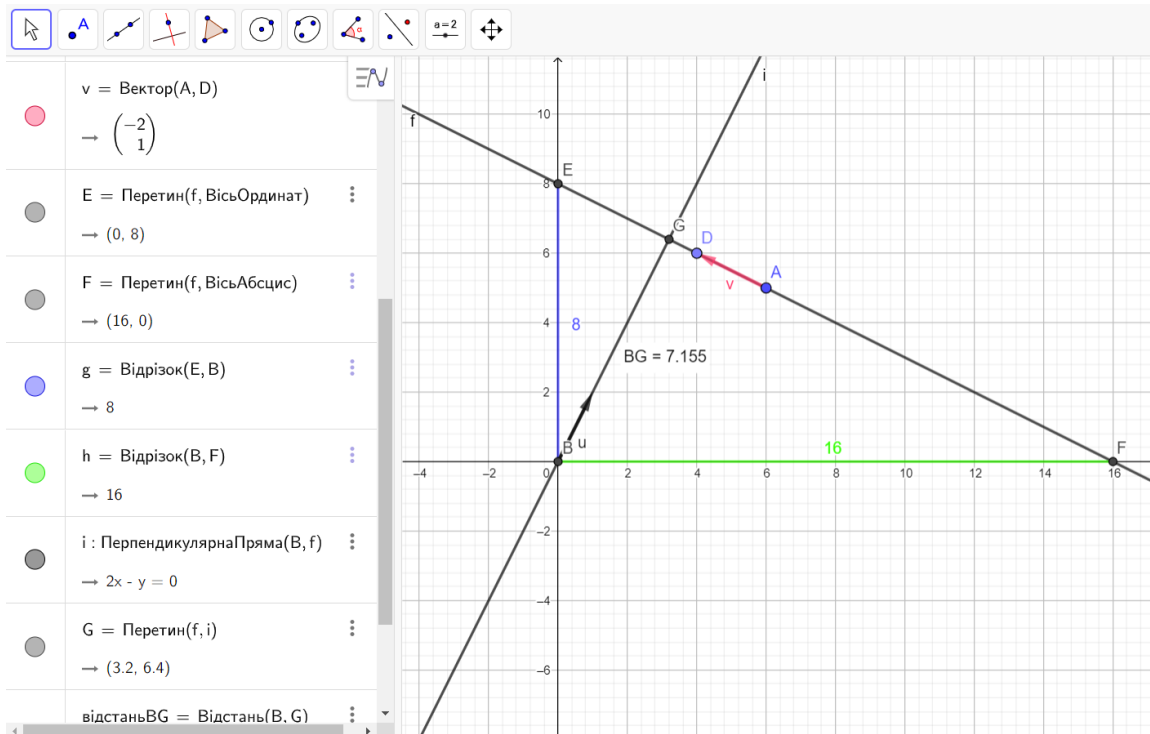 A
α
a=2
v = Вектор(A, D)
→ (−2
1)
E = Перетин(f, ВісьОрдинат)
→ (0, 8)
F = Перетин(f, ВісьАбсцис)
→ (16, 0)
g = Відрізок(E, B)
→ 8
h = Відрізок(B, F)
→ 16
i : ПерпендикулярнаПряма(B, f)
→ 2x - y = 0
G = Перетин(f, i)
→ (3.2, 6.4)
відстаньBG = Відстань(B, G)
i
10
f
8
E
G
D
6
A
v
4
8
BG = 7.155
2
B u
16
F
−4
−2
0
2
4
6
8
10
12
14
16
−2
−4
−6